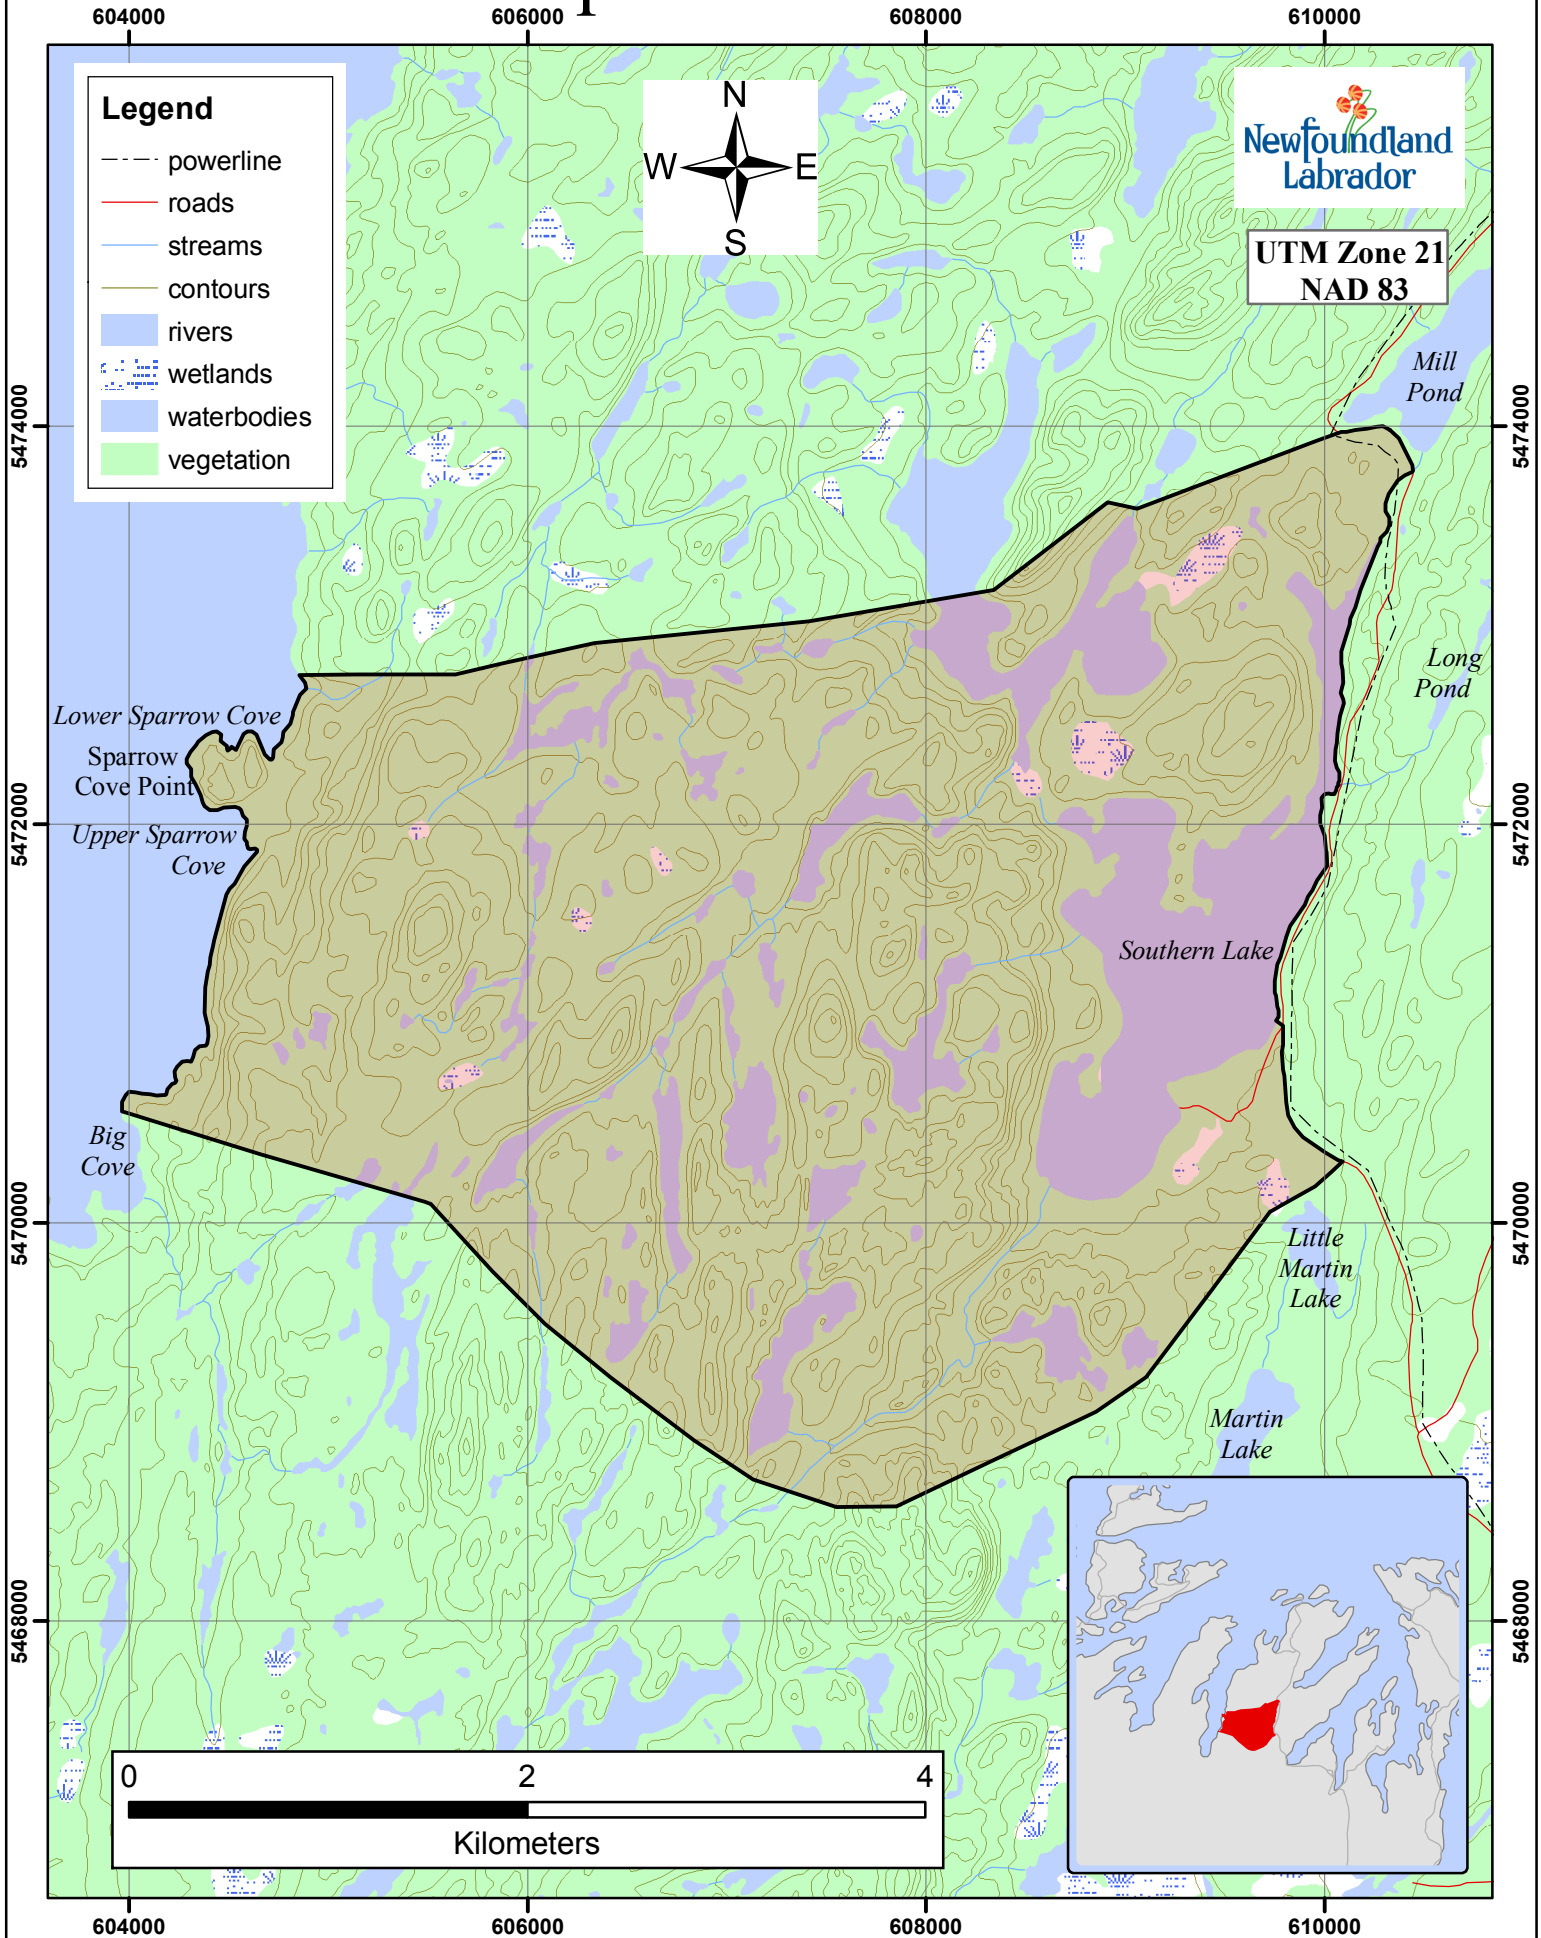 604000
606000
608000
610000
Legend
powerline
roads
streams
contours
rivers
wetlands
waterbodies
vegetation
N
W
E
S
Newfoundland
Labrador
UTM Zone 21
NAD 83
Mill
Pond
5474000
5474000
Long
Pond
Lower Sparrow Cove
Sparrow
Cove Point
Upper Sparrow
Cove
5472000
5472000
Southern Lake
Big
Cove
5470000
5470000
Little
Martin
Lake
Martin
Lake
5468000
5468000
0
2
4
Kilometers
604000
606000
608000
610000